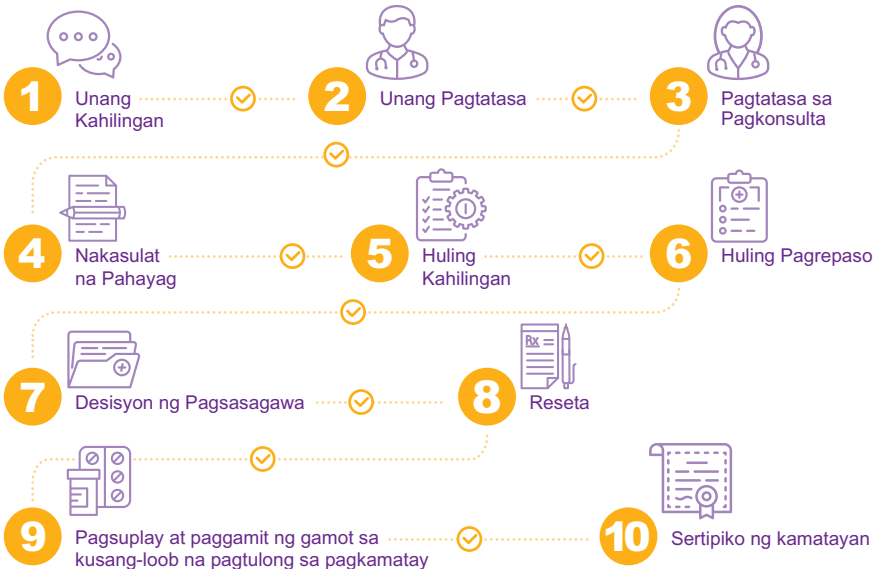 1
Unang
Kahilingan
2
Unang Pagtatasa
3
Pagtatasa sa
Pagkonsulta
4
Nakasulat
na Pahayag
5
Huling
Kahilingan
6
Huling Pagrepaso
7
Desisyon ng Pagsasagawa
Rx
8
Reseta
9
Pagsuplay at paggamit ng gamot sa
kusang-loob na pagtulong sa pagkamatay
10
Sertipiko ng kamatayan